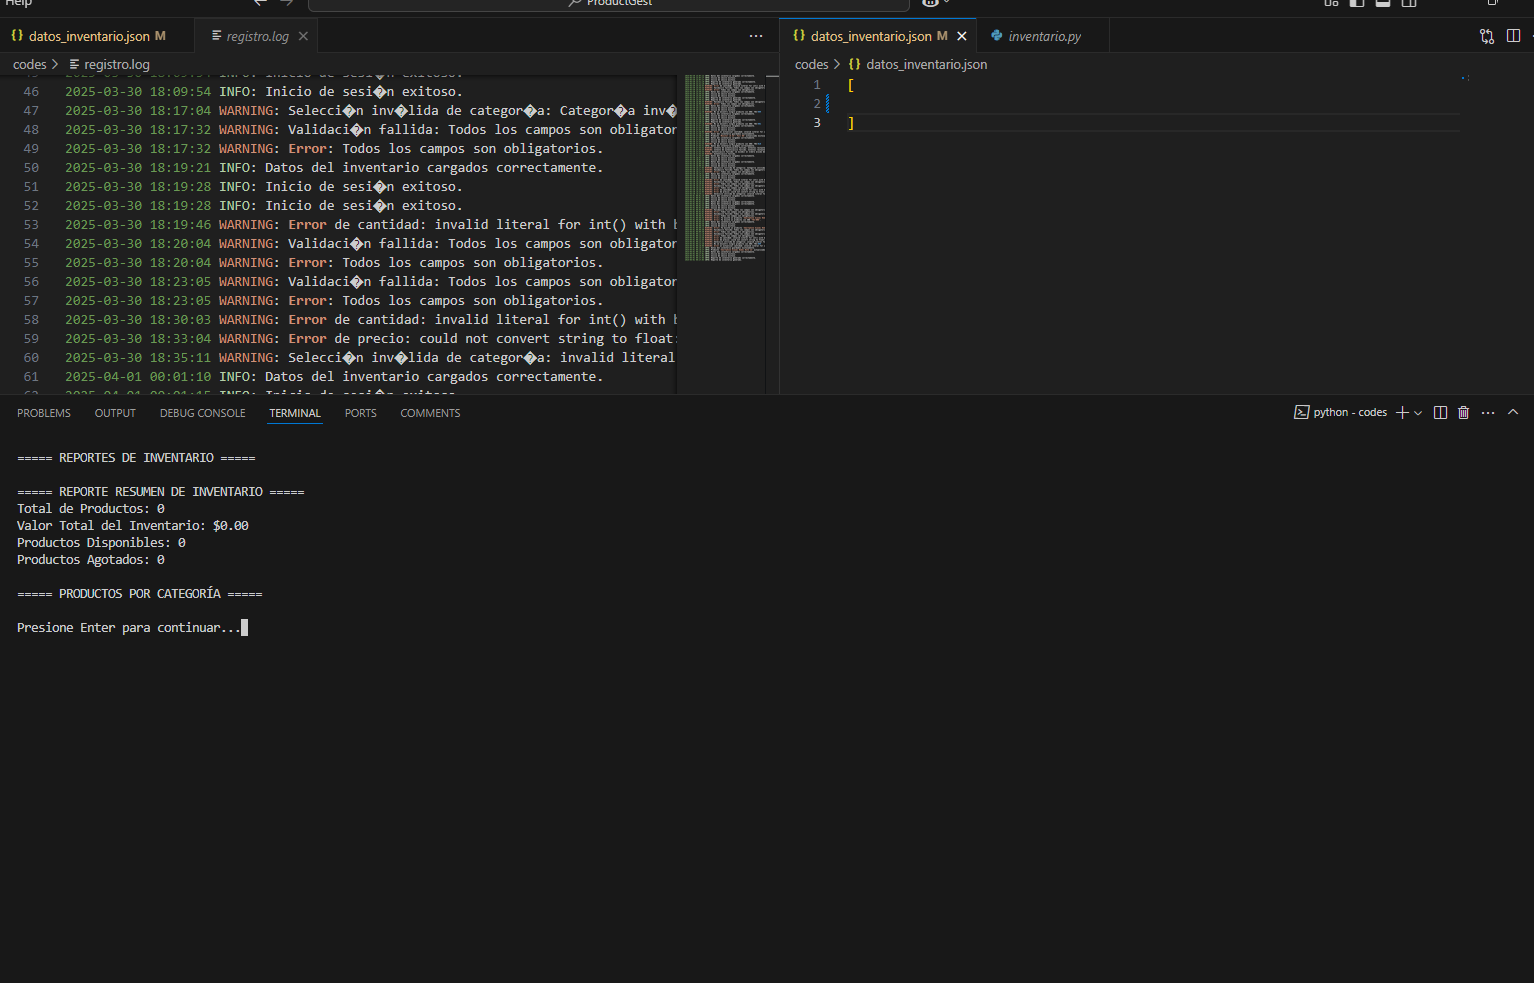 Help
ProductGest
datos_inventario.json M
registro.log
codes > registro.log
46 2025-03-30 18:09:54 INFO: Inicio de sesi�n exitoso.
47 2025-03-30 18:17:04 WARNING: Selecci�n inv�lida de categor�a: Categor�a inv�
48 2025-03-30 18:17:32 WARNING: Validaci�n fallida: Todos los campos son obligator
49 2025-03-30 18:17:32 WARNING: Error: Todos los campos son obligatorios.
50 2025-03-30 18:19:21 INFO: Datos del inventario cargados correctamente.
51 2025-03-30 18:19:28 INFO: Inicio de sesi�n exitoso.
52 2025-03-30 18:19:28 INFO: Inicio de sesi�n exitoso.
53 2025-03-30 18:19:46 WARNING: Error de cantidad: invalid literal for int() with b
54 2025-03-30 18:20:04 WARNING: Validaci�n fallida: Todos los campos son obligator
55 2025-03-30 18:20:04 WARNING: Error: Todos los campos son obligatorios.
56 2025-03-30 18:23:05 WARNING: Validaci�n fallida: Todos los campos son obligator
57 2025-03-30 18:23:05 WARNING: Error: Todos los campos son obligatorios.
58 2025-03-30 18:30:03 WARNING: Error de cantidad: invalid literal for int() with b
59 2025-03-30 18:33:04 WARNING: Error de precio: could not convert string to float:
60 2025-03-30 18:35:11 WARNING: Selecci�n inv�lida de categor�a: invalid literal
61 2025-04-01 00:01:10 INFO: Datos del inventario cargados correctamente.
datos_inventario.json M
inventario.py
codes > datos_inventario.json
1 [
2
3 ]
PROBLEMS OUTPUT DEBUG CONSOLE TERMINAL PORTS COMMENTS
python - codes
===== REPORTES DE INVENTARIO =====
===== REPORTE RESUMEN DE INVENTARIO =====
Total de Productos: 0
Valor Total del Inventario: $0.00
Productos Disponibles: 0
Productos Agotados: 0
===== PRODUCTOS POR CATEGORÍA =====
Presione Enter para continuar...